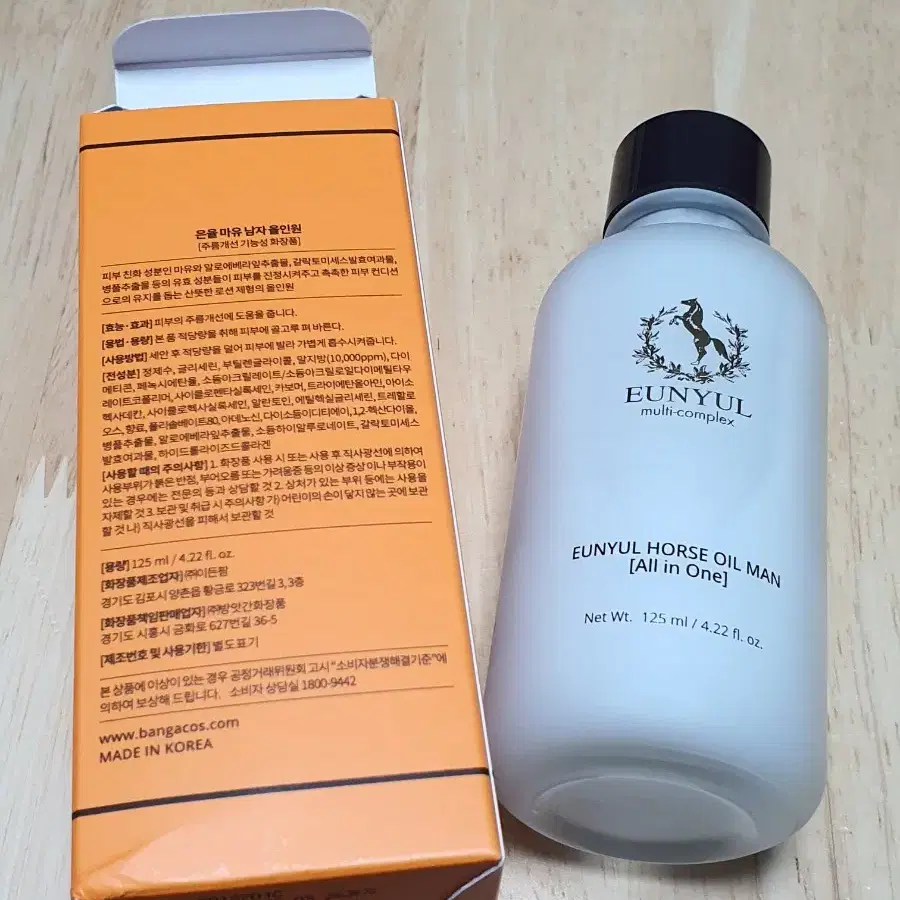 은율 마유 남자 올인원
[주름개선 기능성 화장품]
피부 친화 성분인 마유와 알로에베라잎추출물, 갈락토미세스발효여과물,
병풀추출물 등의 유효 성분들이 피부를 진정시켜주고 촉촉한 피부 컨디션
으로의 유지를 돕는 산뜻한 로션 제형의 올인원
[효능·효과] 피부의 주름개선에 도움을 줍니다.
[용법·용량] 본 품 적당량을 취해 피부에 골고루 펴 바른다.
[사용방법] 세안 후 적당량을 덜어 피부에 발라 가볍게 흡수시켜줍니다.
[전성분] 정제수, 글리세린, 부틸렌글라이콜, 말지방(10,000ppm), 다이
메티콘, 페녹시에탄올, 소듐아크릴레이트/소듐아크릴로일다이메틸타우
레이트코폴리머, 사이클로펜타실록세인, 카보머, 트라이에탄올아민, 아이소
헥사데칸, 사이클로헥사실록세인, 알란토인, 에틸헥실글리세린, 트레할로
오스, 향료, 폴리솔베이트80, 아데노신, 다이소듐이디티에이, 1,2-헥산다이올,
병풀추출물, 알로에베라잎추출물, 소듐하이알루로네이트, 갈락토미세스
발효여과물, 하이드롤라이즈드콜라겐
[사용할 때의 주의사항] 1. 화장품 사용 시 또는 사용 후 직사광선에 의하여
사용부위가 붉은 반점, 부어오름 또는 가려움증 등의 이상 증상이나 부작용이
있는 경우에는 전문의 등과 상담할 것 2. 상처가 있는 부위 등에는 사용을
자제할 것 3. 보관 및 취급 시 주의사항 가) 어린이의 손이 닿지 않는 곳에 보관
할 것 나) 직사광선을 피해서 보관할 것
[용량] 125 ml / 4.22 fl. oz.
[화장품제조업자] (주)이든팜
경기도 김포시 양촌읍 황금로 323번길 3, 3층
[화장품책임판매업자] (주)방앗간화장품
경기도 시흥시 금화로 627번길 36-5
[제조번호 및 사용기한] 별도표기
본 상품에 이상이 있는 경우 공정거래위원회 고시 "소비자분쟁해결기준"에
의하여 보상해 드립니다. 소비자 상담실 1800-9442
www.bangacos.com
MADE IN KOREA
EUNYUL
multi-complex
EUNYUL HORSE OIL MAN
[All in One]
Net Wt. 125 ml / 4.22 fl. oz.